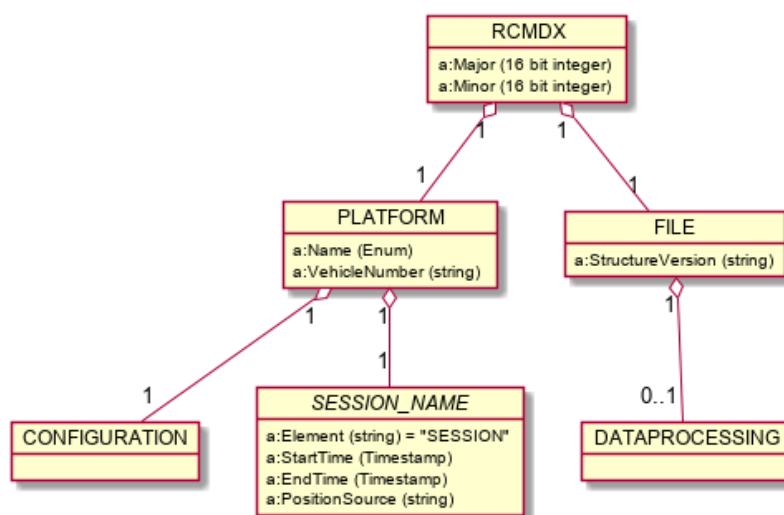 RCMDX
a:Major (16 bit integer)
a:Minor (16 bit integer)
1
1
1
1
PLATFORM
a:Name (Enum)
a:VehicleNumber (string)
FILE
a:StructureVersion (string)
1
1
1
1
1
0..1
CONFIGURATION
SESSION_NAME
a:Element (string) = "SESSION"
a:StartTime (Timestamp)
a:EndTime (Timestamp)
a:PositionSource (string)
DATAPROCESSING